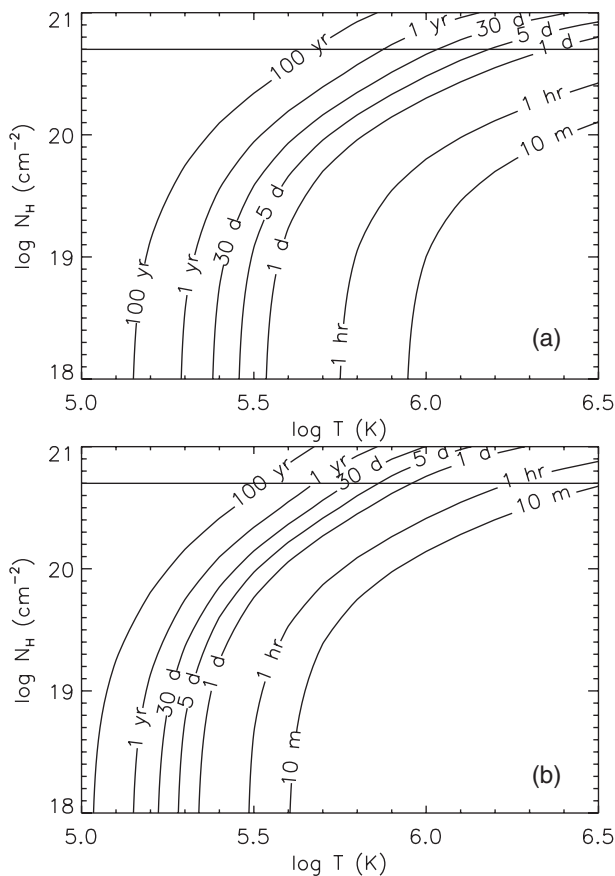 21
20
19
18
log N_H (cm⁻²)
100 yr
1 yr
30 d
5 d
1 d
1 hr
10 m
100 yr
1 yr
30 d
5 d
1 d
1 hr
(a)
5.0
5.5
6.0
6.5
log T (K)
21
20
19
18
log N_H (cm⁻²)
100 yr
1 yr
30 d
5 d
1 d
1 hr
10 m
1 yr
30 d
5 d
1 d
1 hr
10 m
(b)
5.0
5.5
6.0
6.5
log T (K)